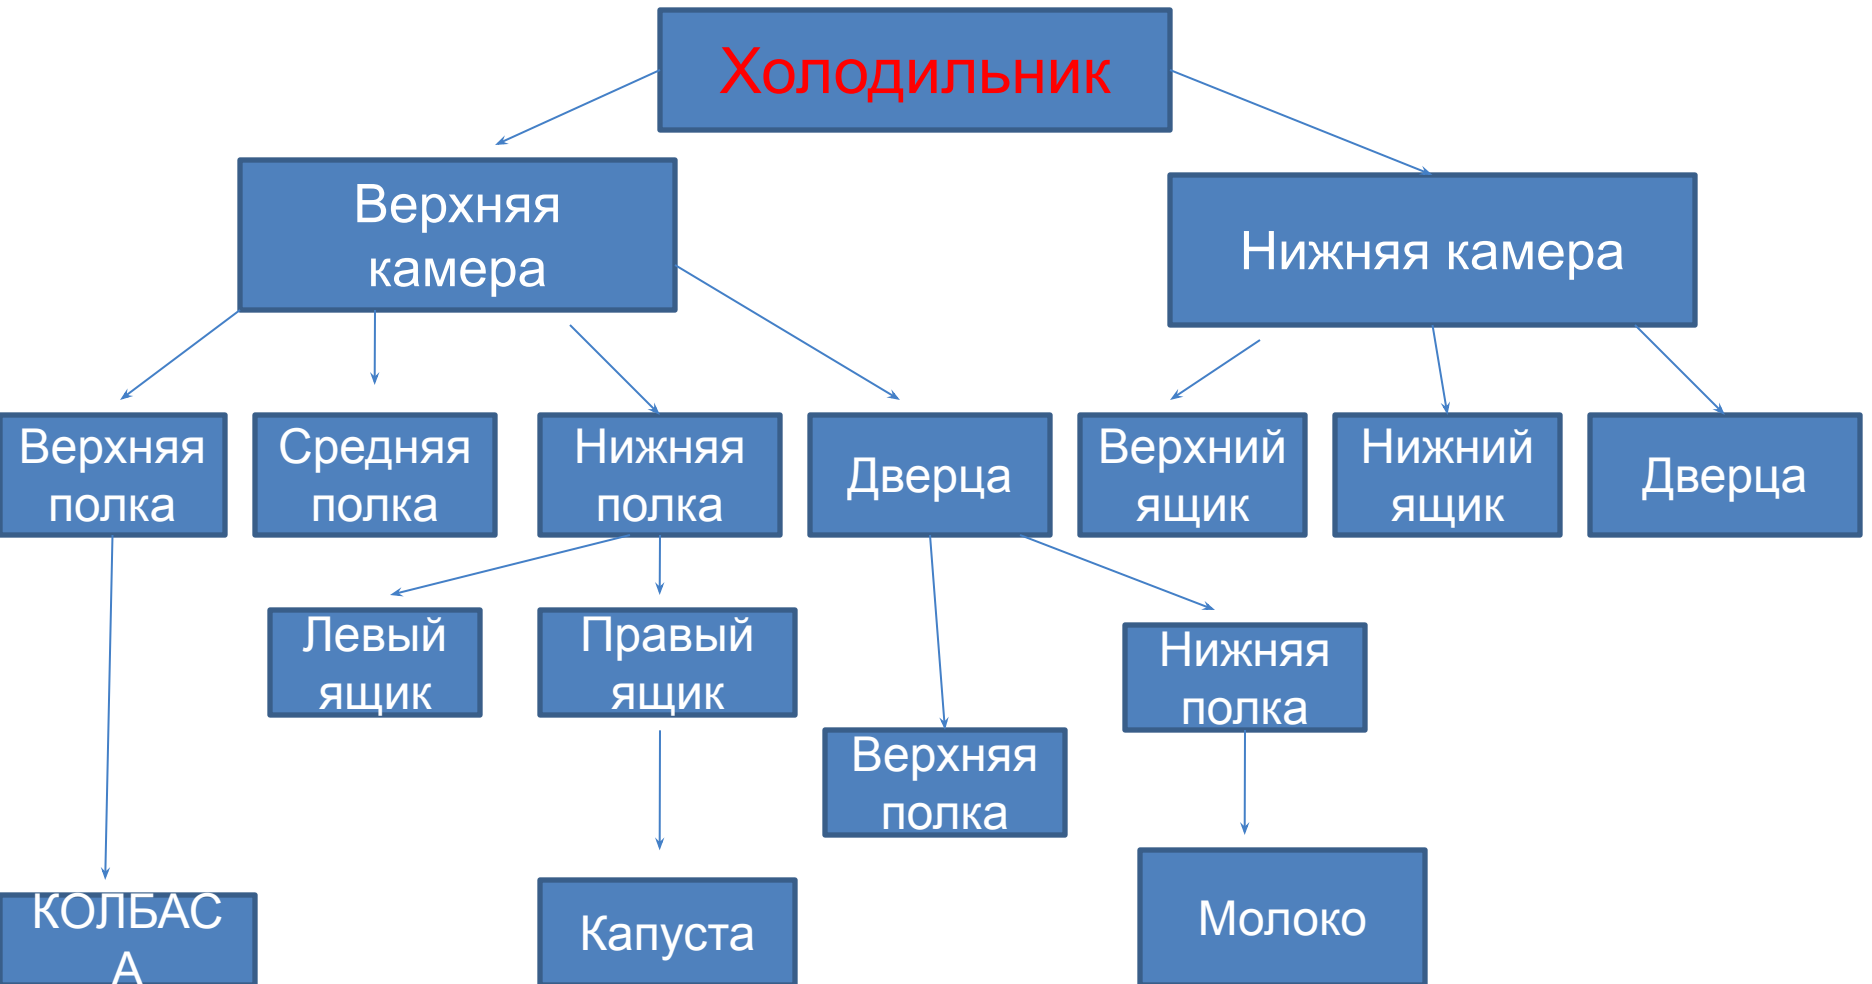 Холодильник
Верхняя
камера
Нижняя камера
Верхняя
полка
Средняя
полка
Нижняя
полка
Дверца
Верхний
ящик
Нижний
ящик
Дверца
Левый
ящик
Правый
ящик
Нижняя
полка
Верхняя
полка
КОЛБАС
А
Капуста
Молоко